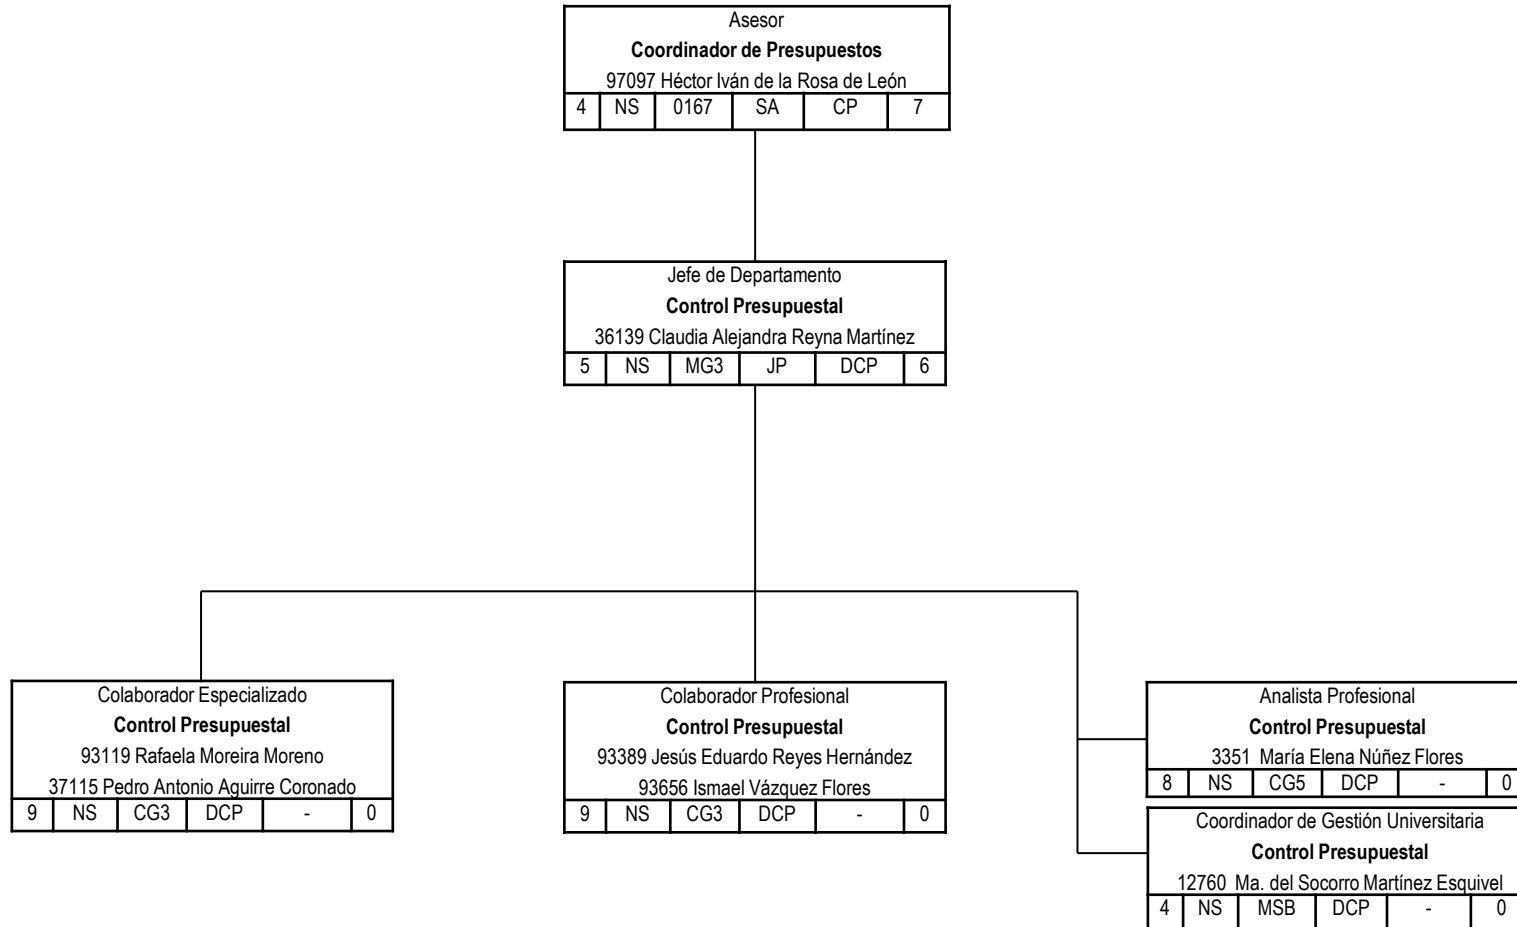 Asesor
Coordinador de Presupuestos
97097 Héctor Iván de la Rosa de León
4 NS 0167 SA CP 7
Jefe de Departamento
Control Presupuestal
36139 Claudia Alejandra Reyna Martínez
5 NS MG3 JP DCP 6
Colaborador Especializado
Control Presupuestal
93119 Rafaela Moreira Moreno
37115 Pedro Antonio Aguirre Coronado
9 NS CG3 DCP - 0
Colaborador Profesional
Control Presupuestal
93389 Jesús Eduardo Reyes Hernández
93656 Ismael Vázquez Flores
9 NS CG3 DCP - 0
Analista Profesional
Control Presupuestal
3351 María Elena Núñez Flores
8 NS CG5 DCP - 0
Coordinador de Gestión Universitaria
Control Presupuestal
12760 Ma. del Socorro Martínez Esquivel
4 NS MSB DCP - 0